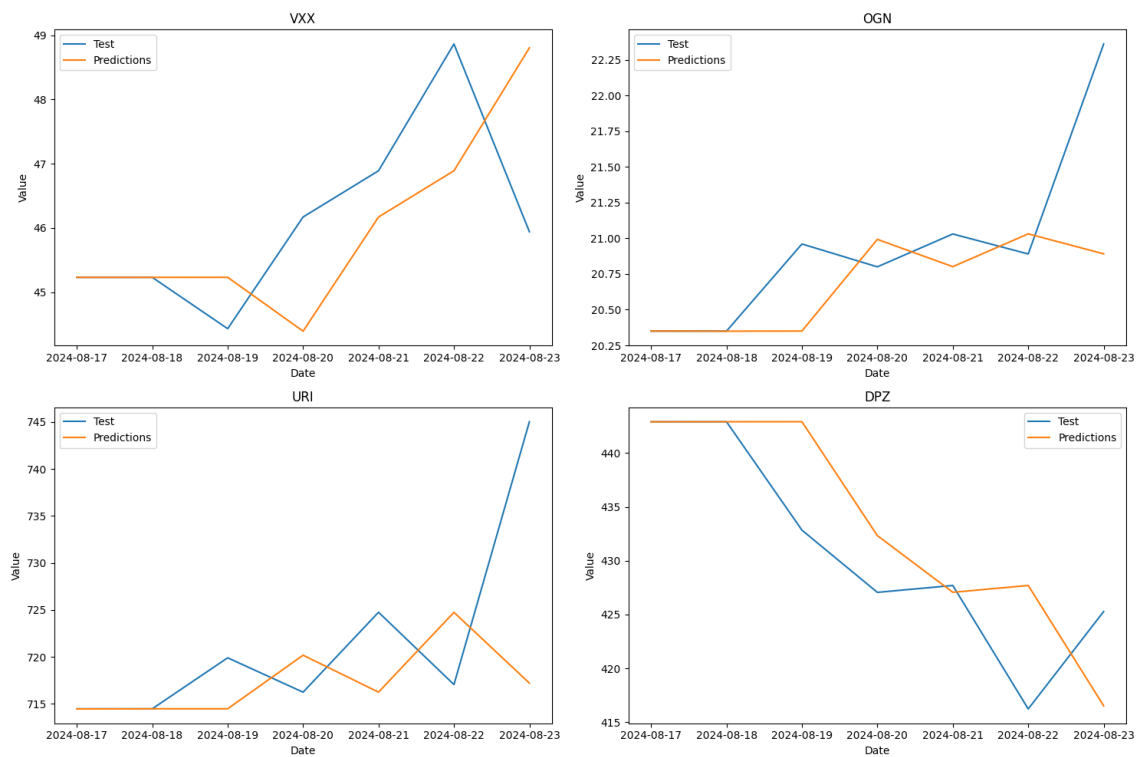 VXX
Test
Predictions
49
48
47
46
45
Value
2024-08-17 2024-08-18 2024-08-19 2024-08-20 2024-08-21 2024-08-22 2024-08-23
Date
OGN
Test
Predictions
22.50
22.25
22.00
21.75
21.50
21.25
21.00
20.75
20.50
20.25
Value
2024-08-17 2024-08-18 2024-08-19 2024-08-20 2024-08-21 2024-08-22 2024-08-23
Date
URI
Test
Predictions
745
740
735
730
725
720
715
Value
2024-08-17 2024-08-18 2024-08-19 2024-08-20 2024-08-21 2024-08-22 2024-08-23
Date
DPZ
Test
Predictions
440
435
430
425
420
415
Value
2024-08-17 2024-08-18 2024-08-19 2024-08-20 2024-08-21 2024-08-22 2024-08-23
Date